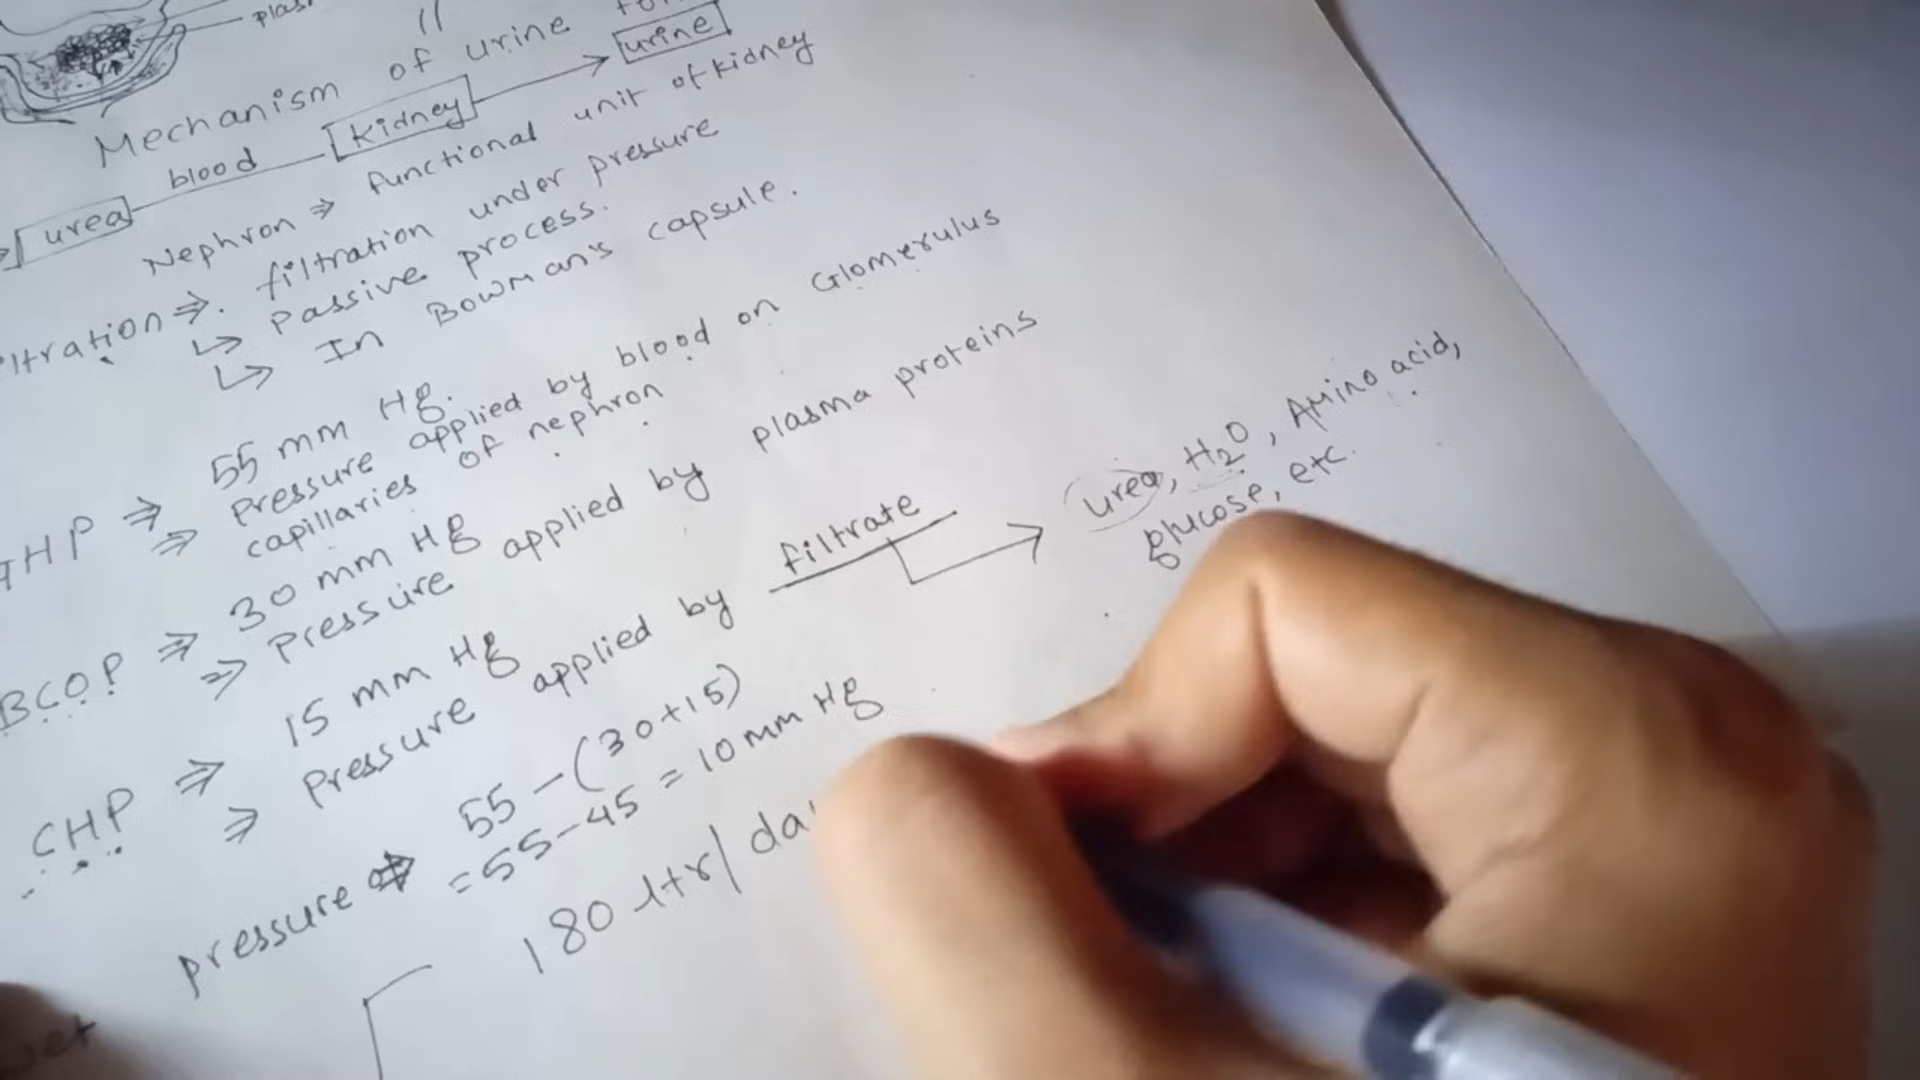 Mechanism of urine
urea blood kidney urine
Nephron ⇒ functional unit of kidney
ltration ⇒. filtration under pressure
↳ Passive process.
↳ In Bowman's capsule.
HP ⇒ 55 mm Hg.
⇒ Pressure applied by blood on Glomerulus
capillaries of nephron
BCOP ⇒ 30 mm Hg
⇒ Pressure applied by plasma proteins
CHP ⇒ 15 mm Hg
⇒ Pressure applied by filtrate → urea, H2O, Amino acid,
glucose, etc.
pressure ⇒ 55 - (30+15)
= 55-45 = 10 mm Hg
180 ltr/ da